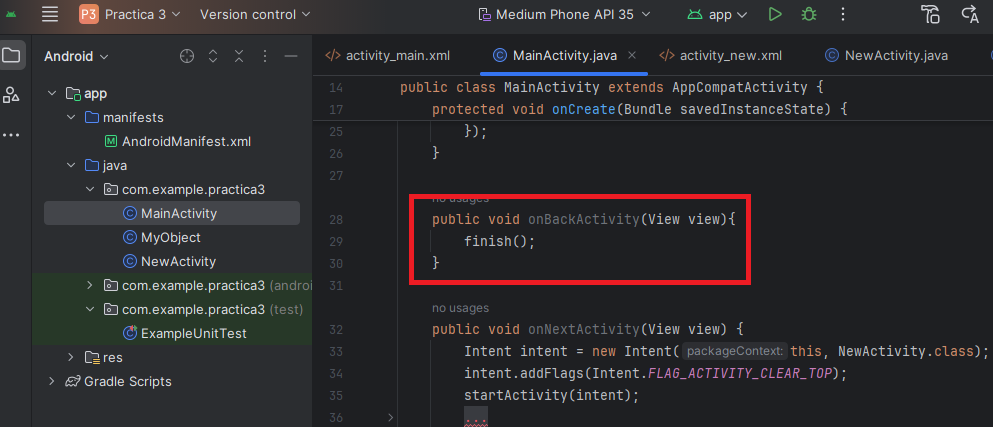 P3 Practica 3 Version control Medium Phone API 35 app
Android
activity_main.xml MainActivity.java activity_new.xml NewActivity.java
app
manifests
AndroidManifest.xml
java
com.example.practica3
MainActivity
MyObject
NewActivity
com.example.practica3 (androi
com.example.practica3 (test)
ExampleUnitTest
res
Gradle Scripts
14 public class MainActivity extends AppCompatActivity {
17 protected void onCreate(Bundle savedInstanceState) {
25 });
26 }
27
no usages
28 public void onBackActivity(View view){
29 finish();
30 }
31
no usages
32 public void onNextActivity(View view) {
33 Intent intent = new Intent( packageContext: this, NewActivity.class);
34 intent.addFlags(Intent.FLAG_ACTIVITY_CLEAR_TOP);
35 startActivity(intent);
36 ...